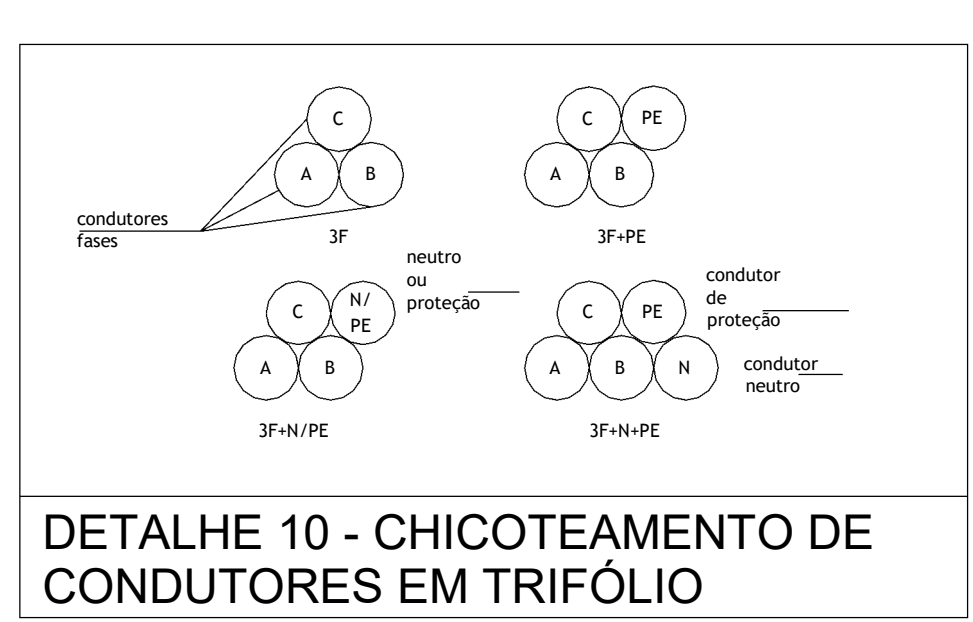 C
A
B
condutores
fases
3F
C
PE
A
B
3F+PE
neutro
ou
proteção
C
N/
PE
A
B
3F+N/PE
condutor
de
proteção
condutor
neutro
C
PE
A
B
N
3F+N+PE
DETALHE 10 - CHICOTEAMENTO DE
CONDUTORES EM TRIFÓLIO